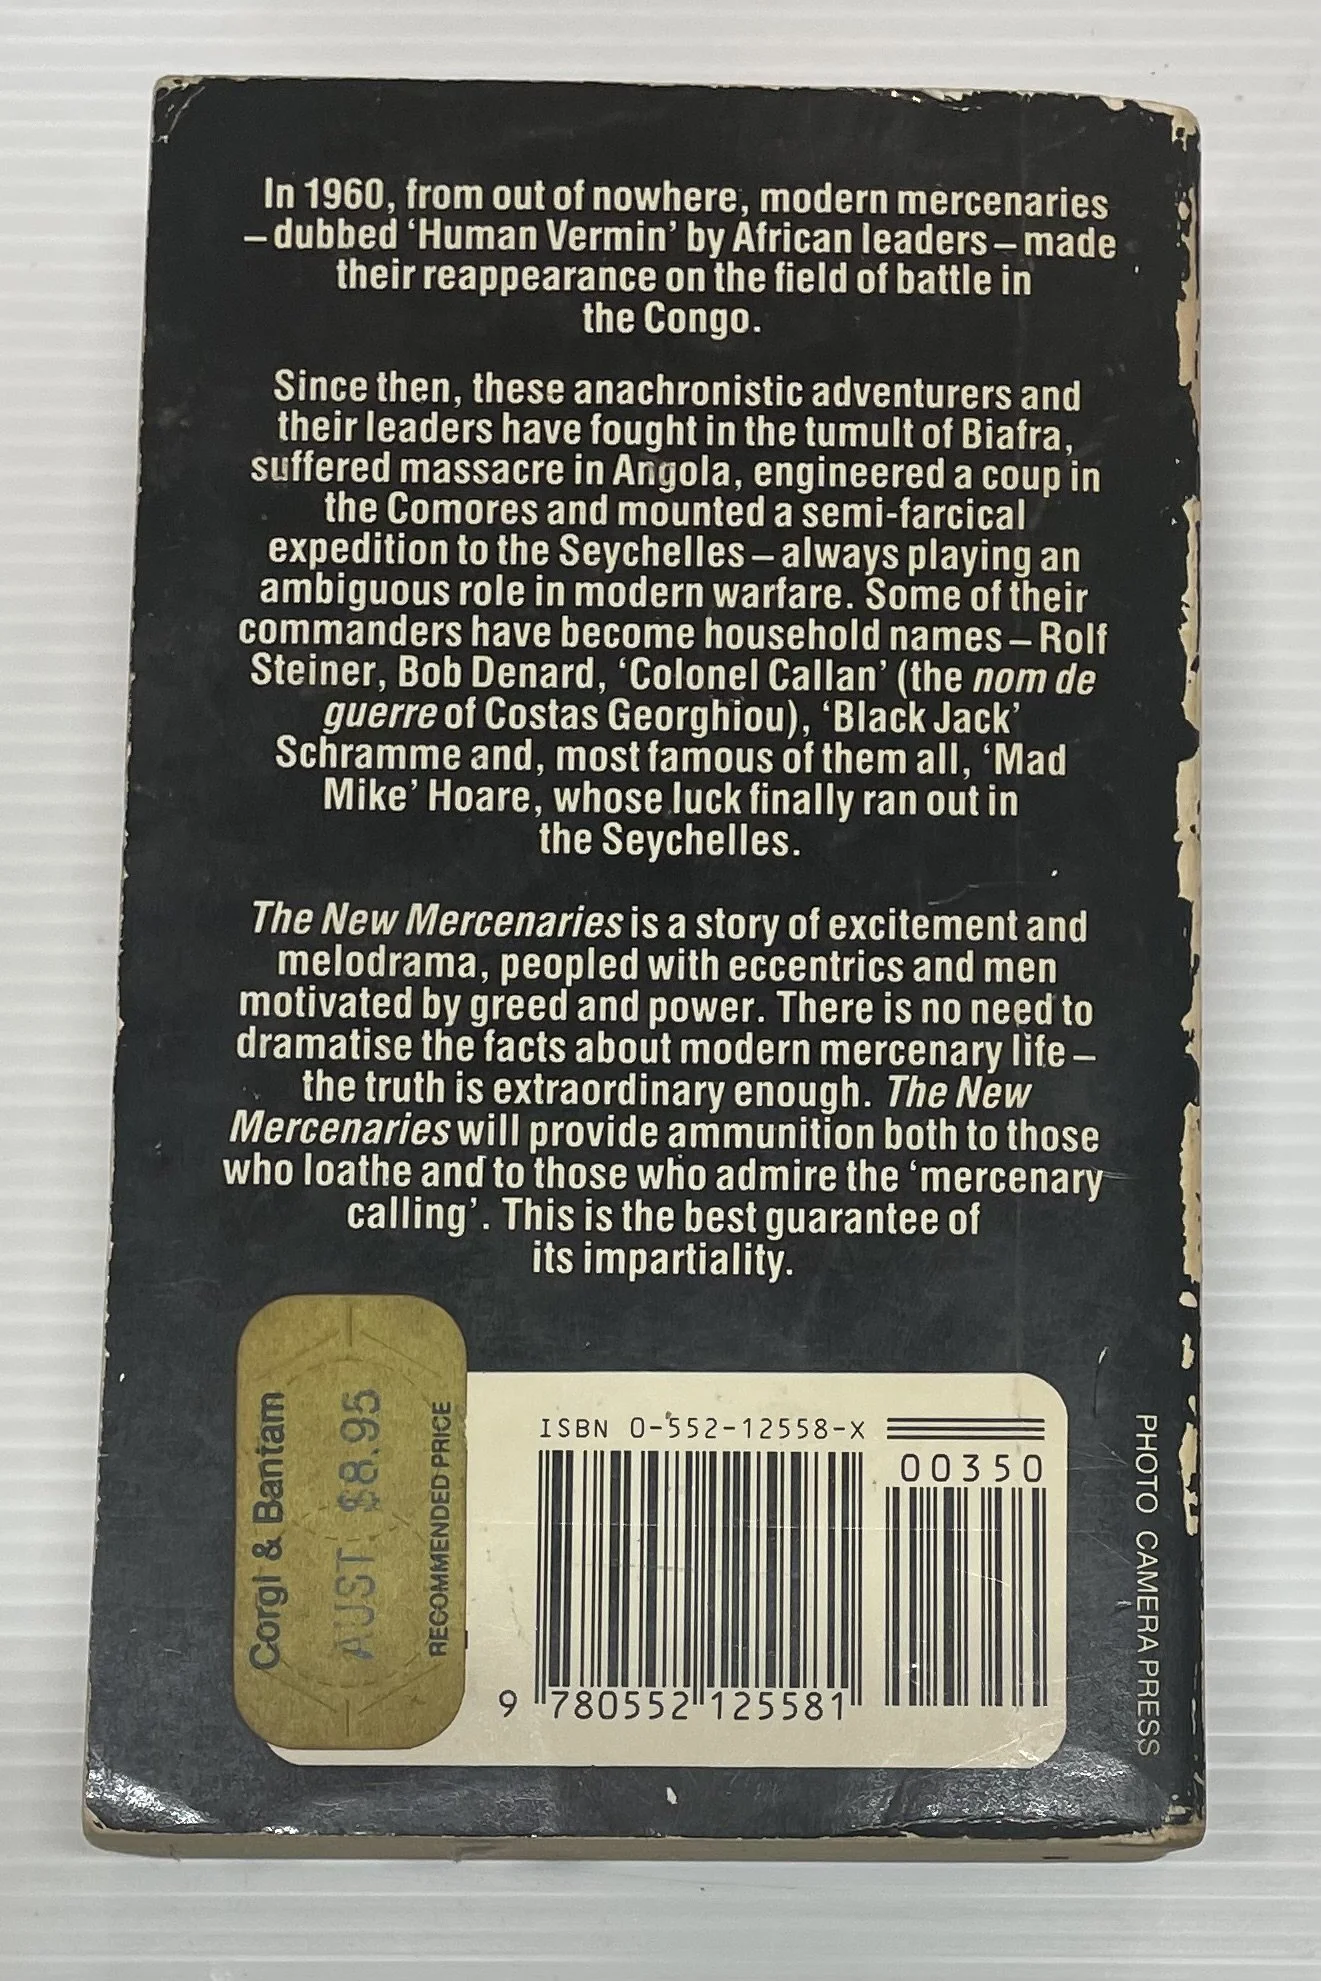 In 1960, from out of nowhere, modern mercenaries
– dubbed ‘Human Vermin’ by African leaders – made
their reappearance on the field of battle in
the Congo.
Since then, these anachronistic adventurers and
their leaders have fought in the tumult of Biafra,
suffered massacre in Angola, engineered a coup in
the Comores and mounted a semi-farcical
expedition to the Seychelles – always playing an
ambiguous role in modern warfare. Some of their
commanders have become household names – Rolf
Steiner, Bob Denard, ‘Colonel Callan’ (the nom de
guerre of Costas Georghiou), ‘Black Jack’
Schramme and, most famous of them all, ‘Mad
Mike’ Hoare, whose luck finally ran out in
the Seychelles.
The New Mercenaries is a story of excitement and
melodrama, peopled with eccentrics and men
motivated by greed and power. There is no need to
dramatise the facts about modern mercenary life –
the truth is extraordinary enough. The New
Mercenaries will provide ammunition both to those
who loathe and to those who admire the ‘mercenary
calling’. This is the best guarantee of
its impartiality.
Corgi & Bantam
AUST $8.95
RECOMMENDED PRICE
ISBN 0-552-12558-X
00350
9 780552 125581
PHOTO CAMERA PRESS